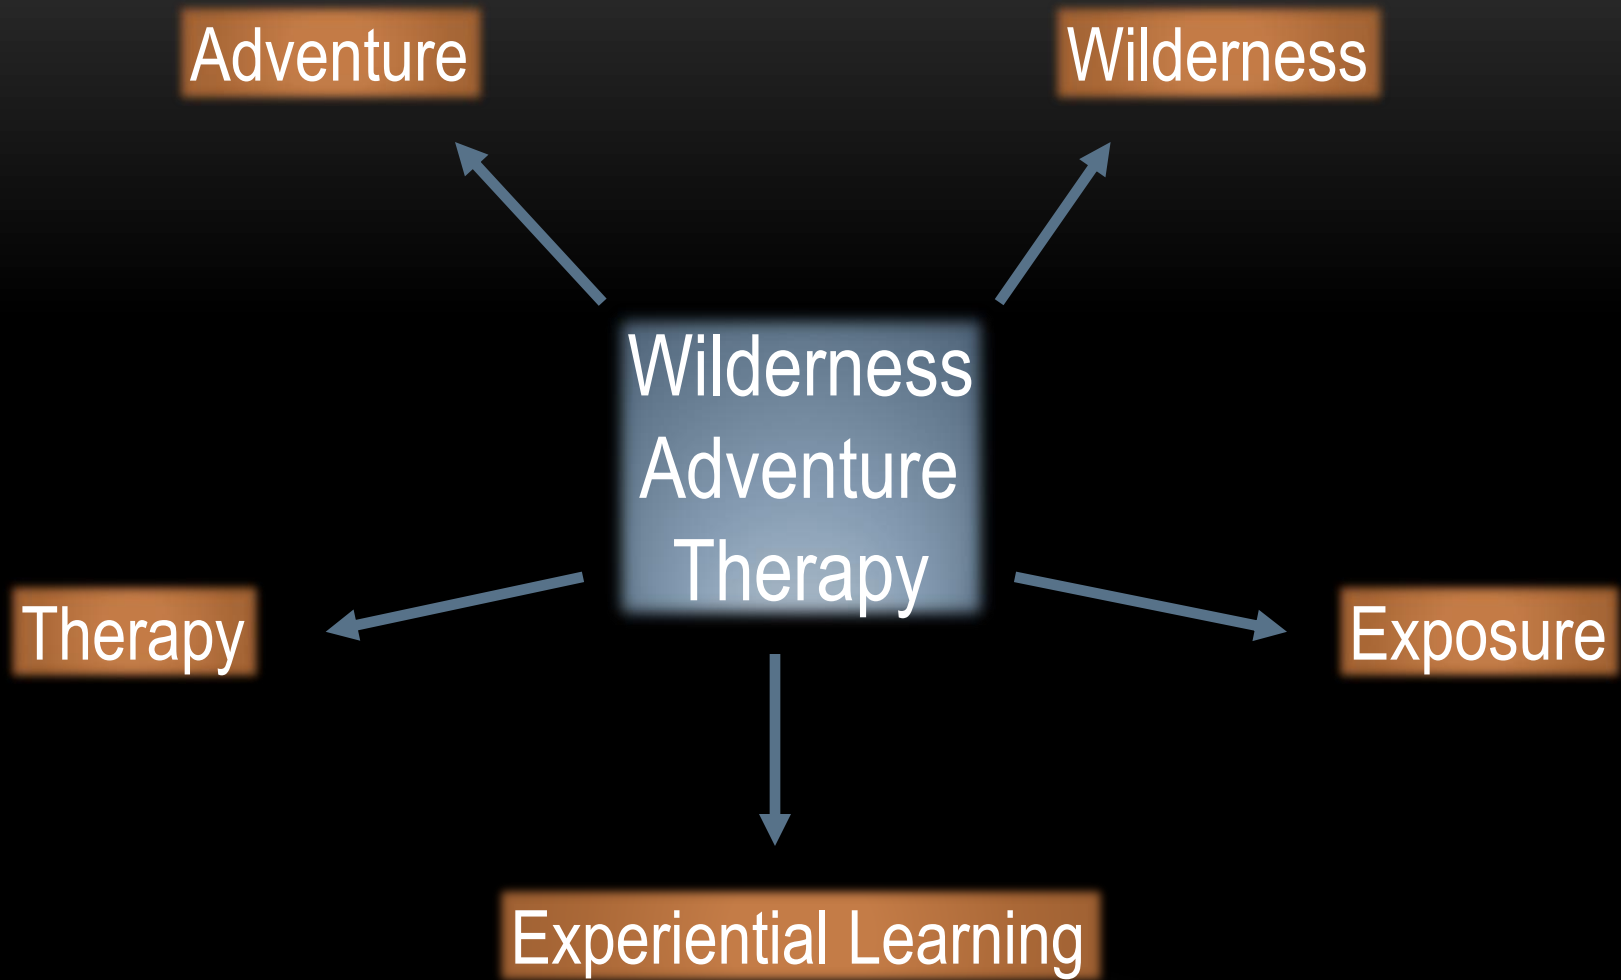 Adventure
Wilderness
Wilderness
Adventure
Therapy
Therapy
Exposure
Experiential Learning